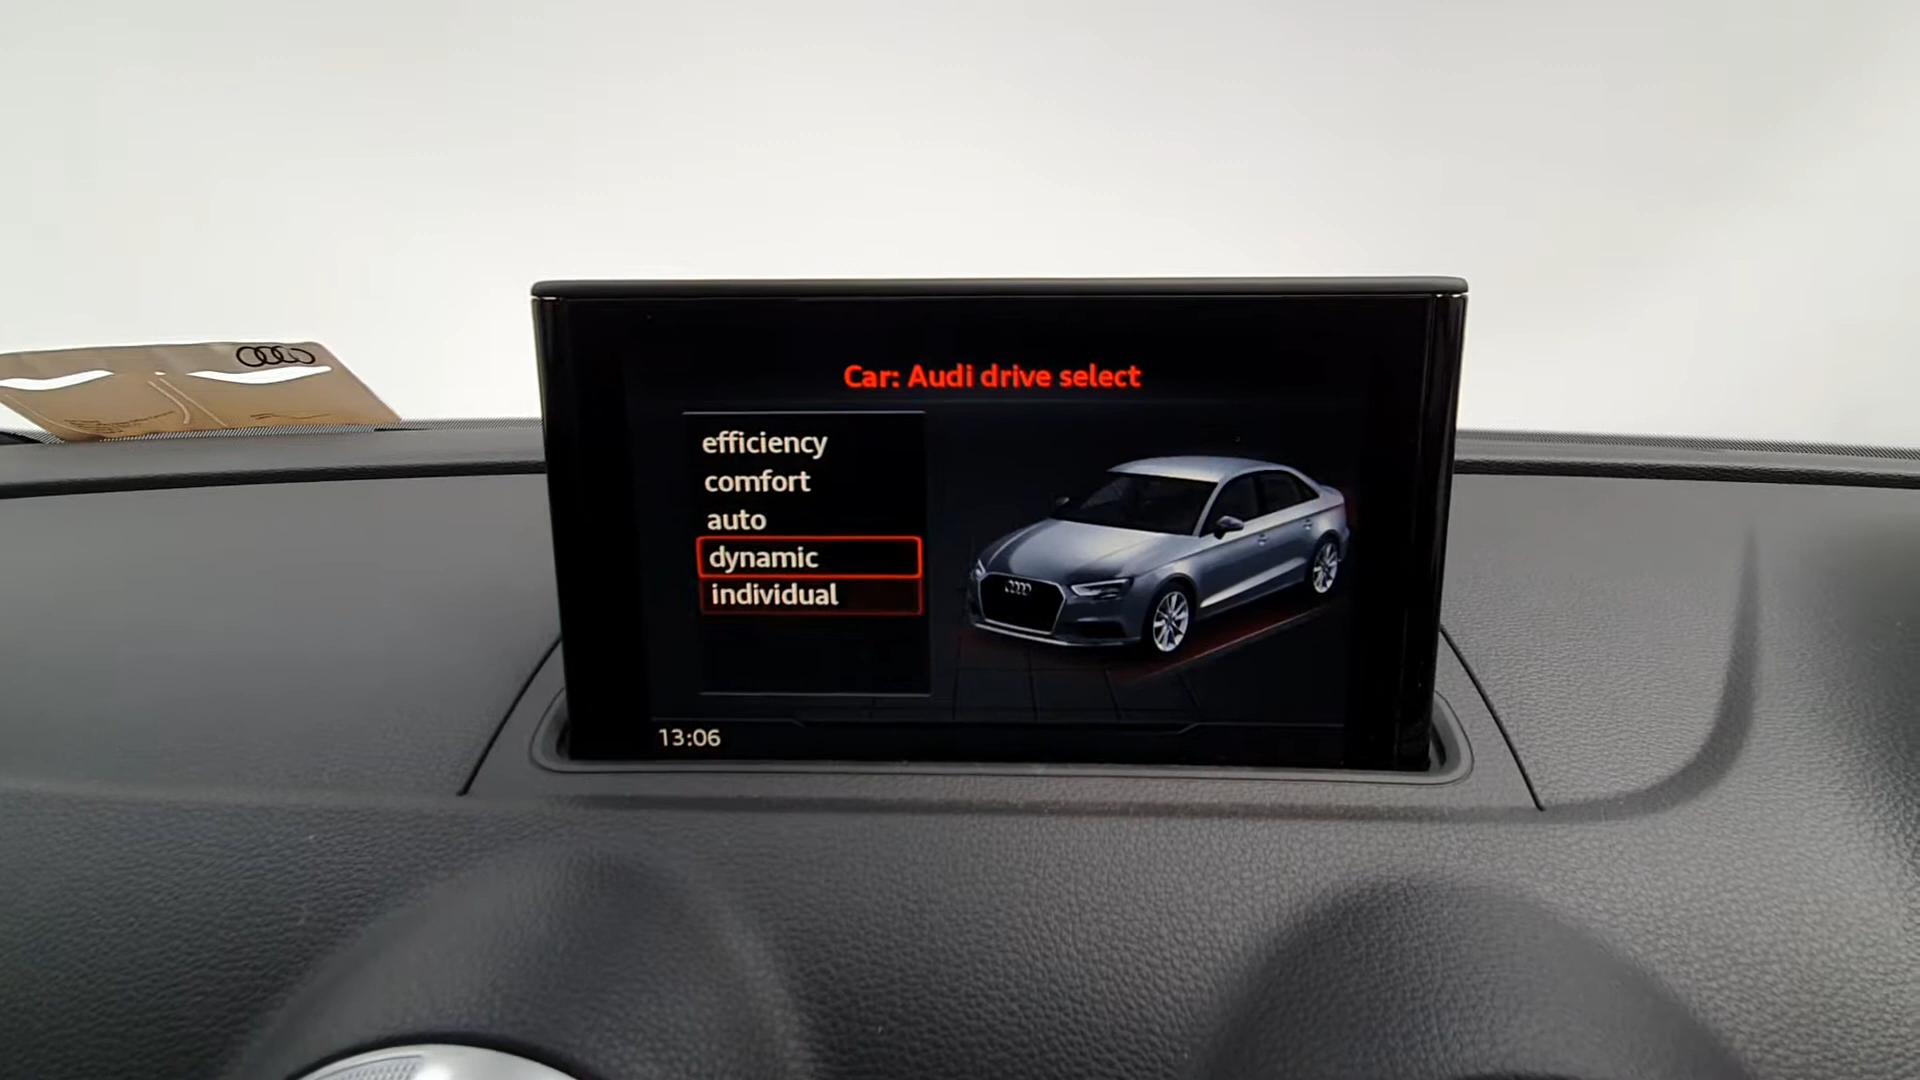 Car: Audi drive select
efficiency
comfort
auto
dynamic
individual
13:06